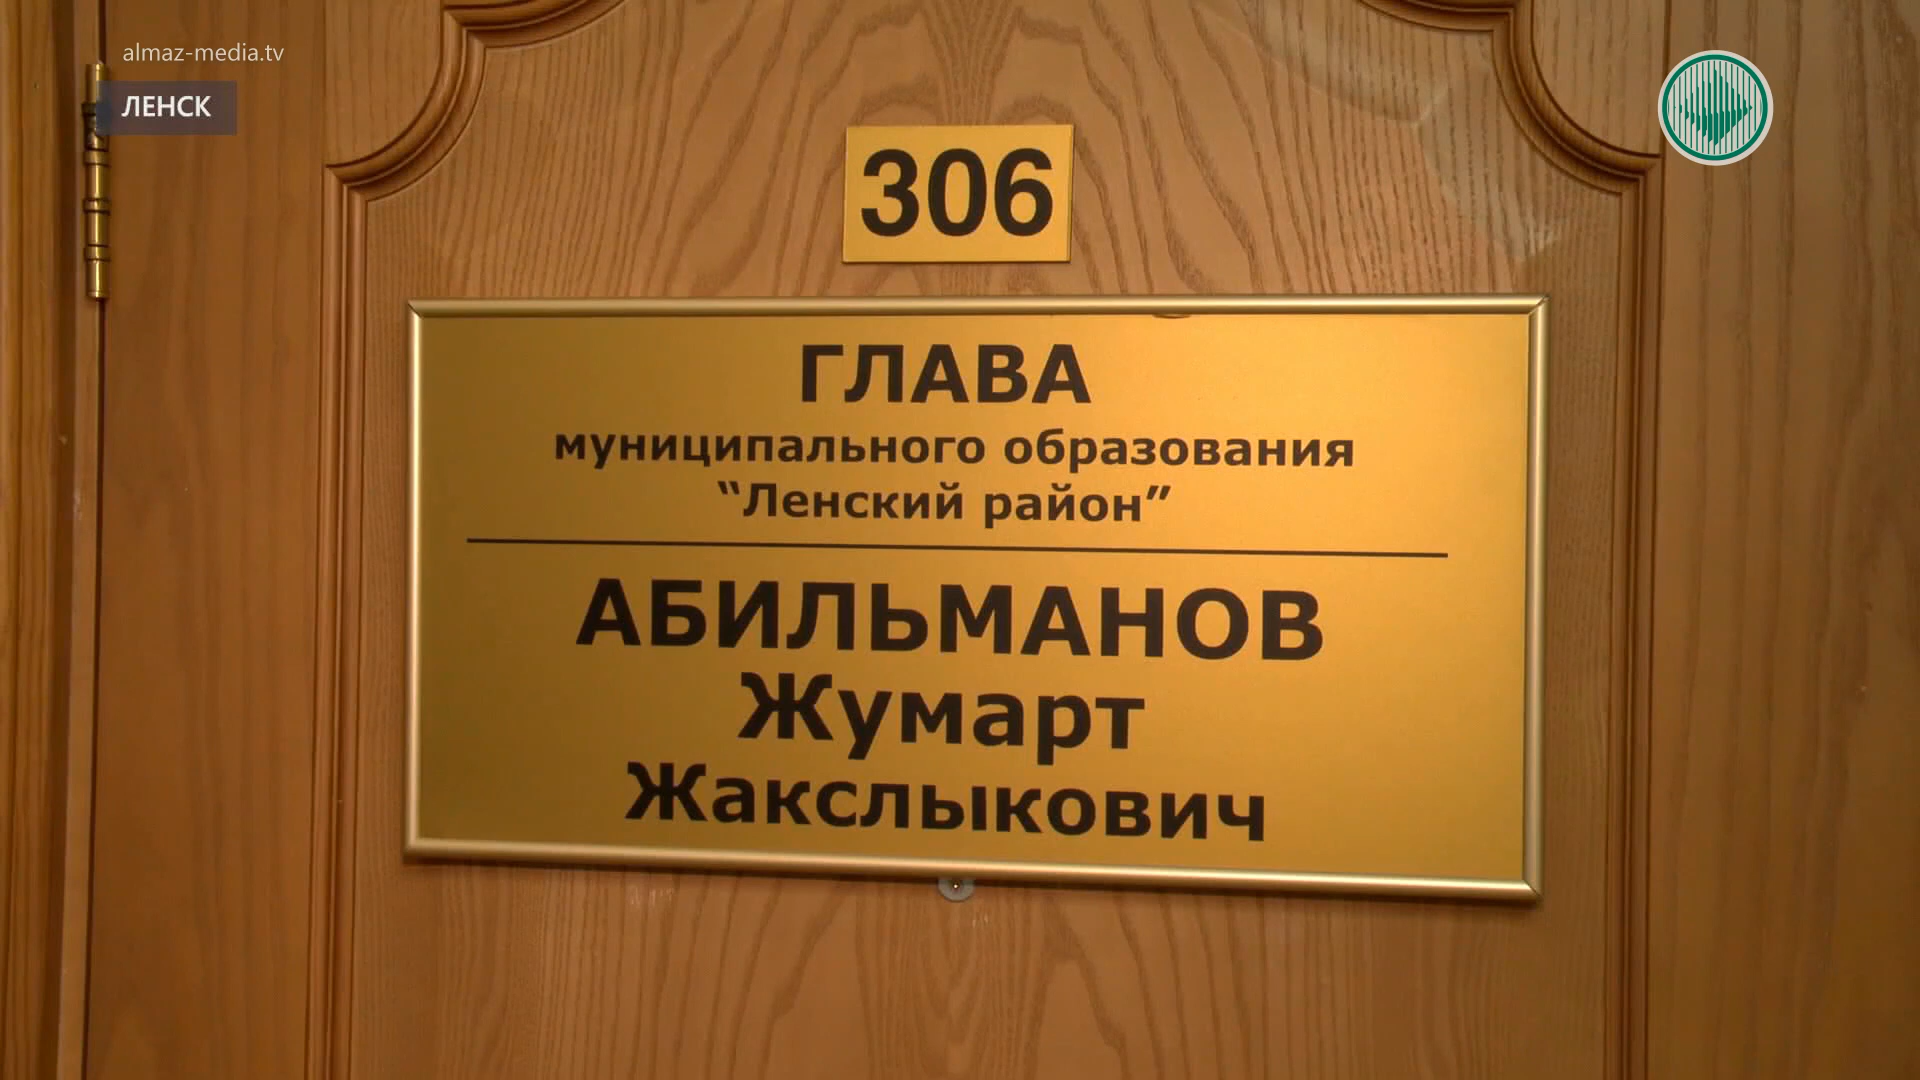 almaz-media.tv
ЛЕНСК
306
ГЛАВА
муниципального образования
“Ленский район”
АБИЛЬМАНОВ
Жумарт
Жакслыкович